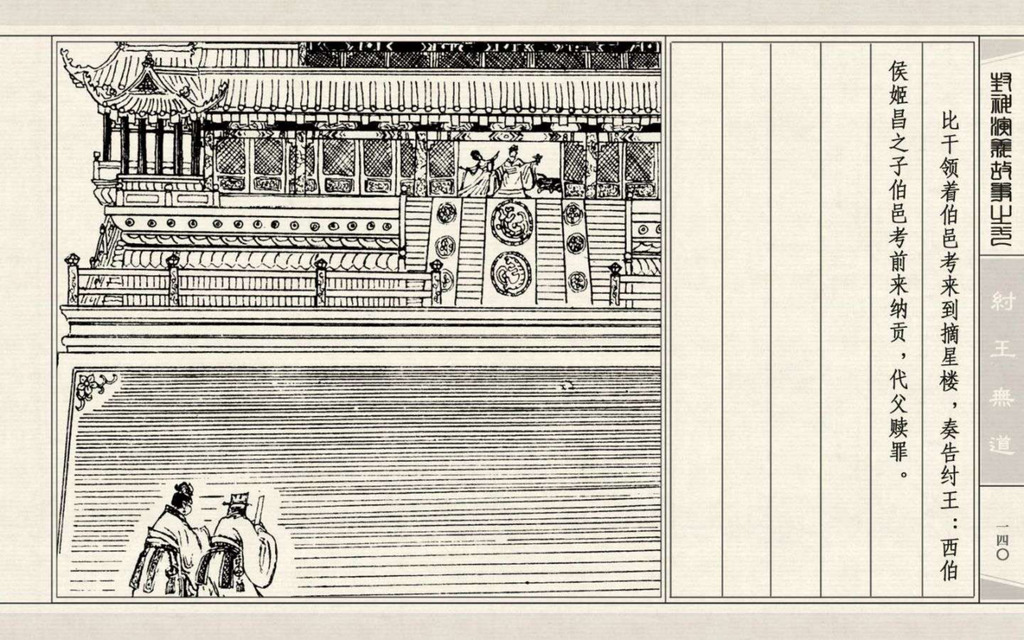 封神演义故事之一
紂王無道
一四〇
比干领着伯邑考来到摘星楼，奏告纣王：西伯
侯姬昌之子伯邑考前来纳贡，代父赎罪。